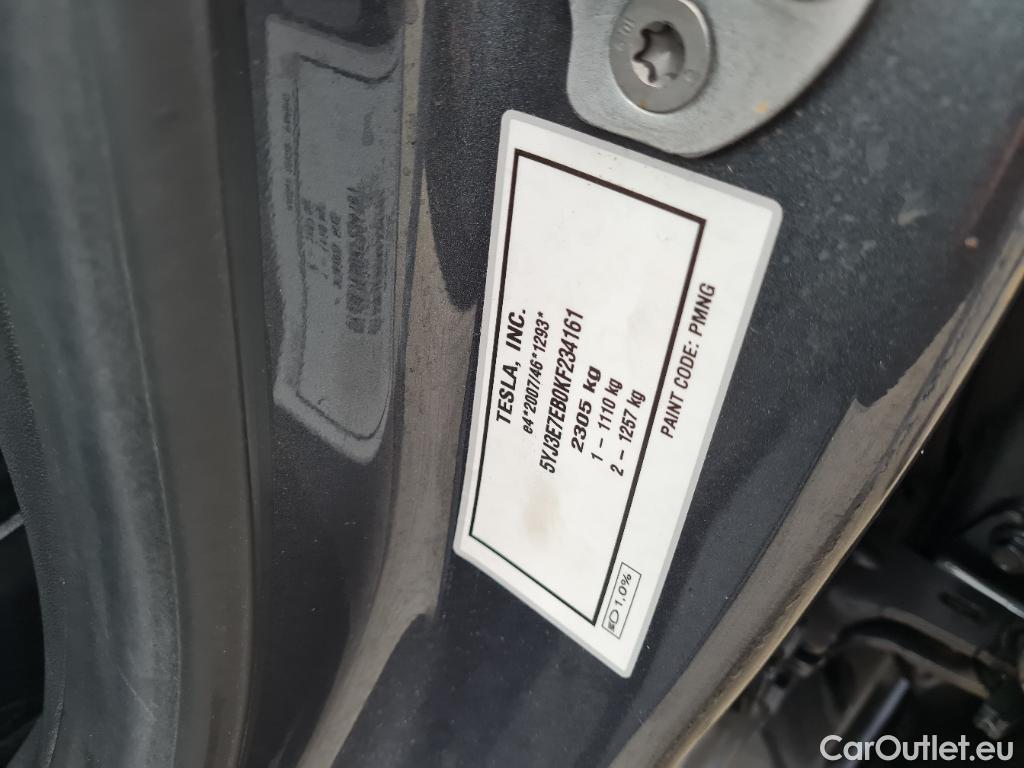 TESLA, INC.
e4*2007/46*1293*
5YJ3E7EB0KF234161
2305 kg
1 – 1110 kg
2 – 1257 kg
PAINT CODE: PMNG
1.0%
CarOutlet.eu